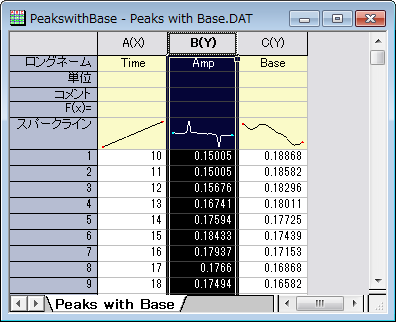 PeakswithBase - Peaks with Base.DAT
A(X) B(Y) C(Y)
ロングネーム Time Amp Base
単位
コメント
F(x)=
スパークライン
1 10 0.15005 0.18868
2 11 0.15005 0.18582
3 12 0.15676 0.18296
4 13 0.16741 0.18011
5 14 0.17594 0.17725
6 15 0.18433 0.17439
7 16 0.17937 0.17153
8 17 0.1766 0.16868
9 18 0.17494 0.16582
Peaks with Base